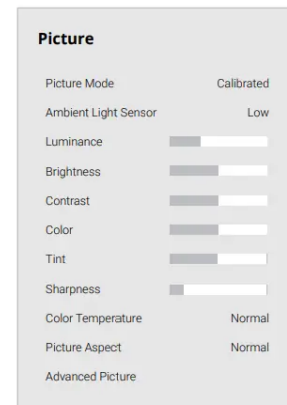 Picture
Picture Mode Calibrated
Ambient Light Sensor Low
Luminance
Brightness
Contrast
Color
Tint
Sharpness
Color Temperature Normal
Picture Aspect Normal
Advanced Picture